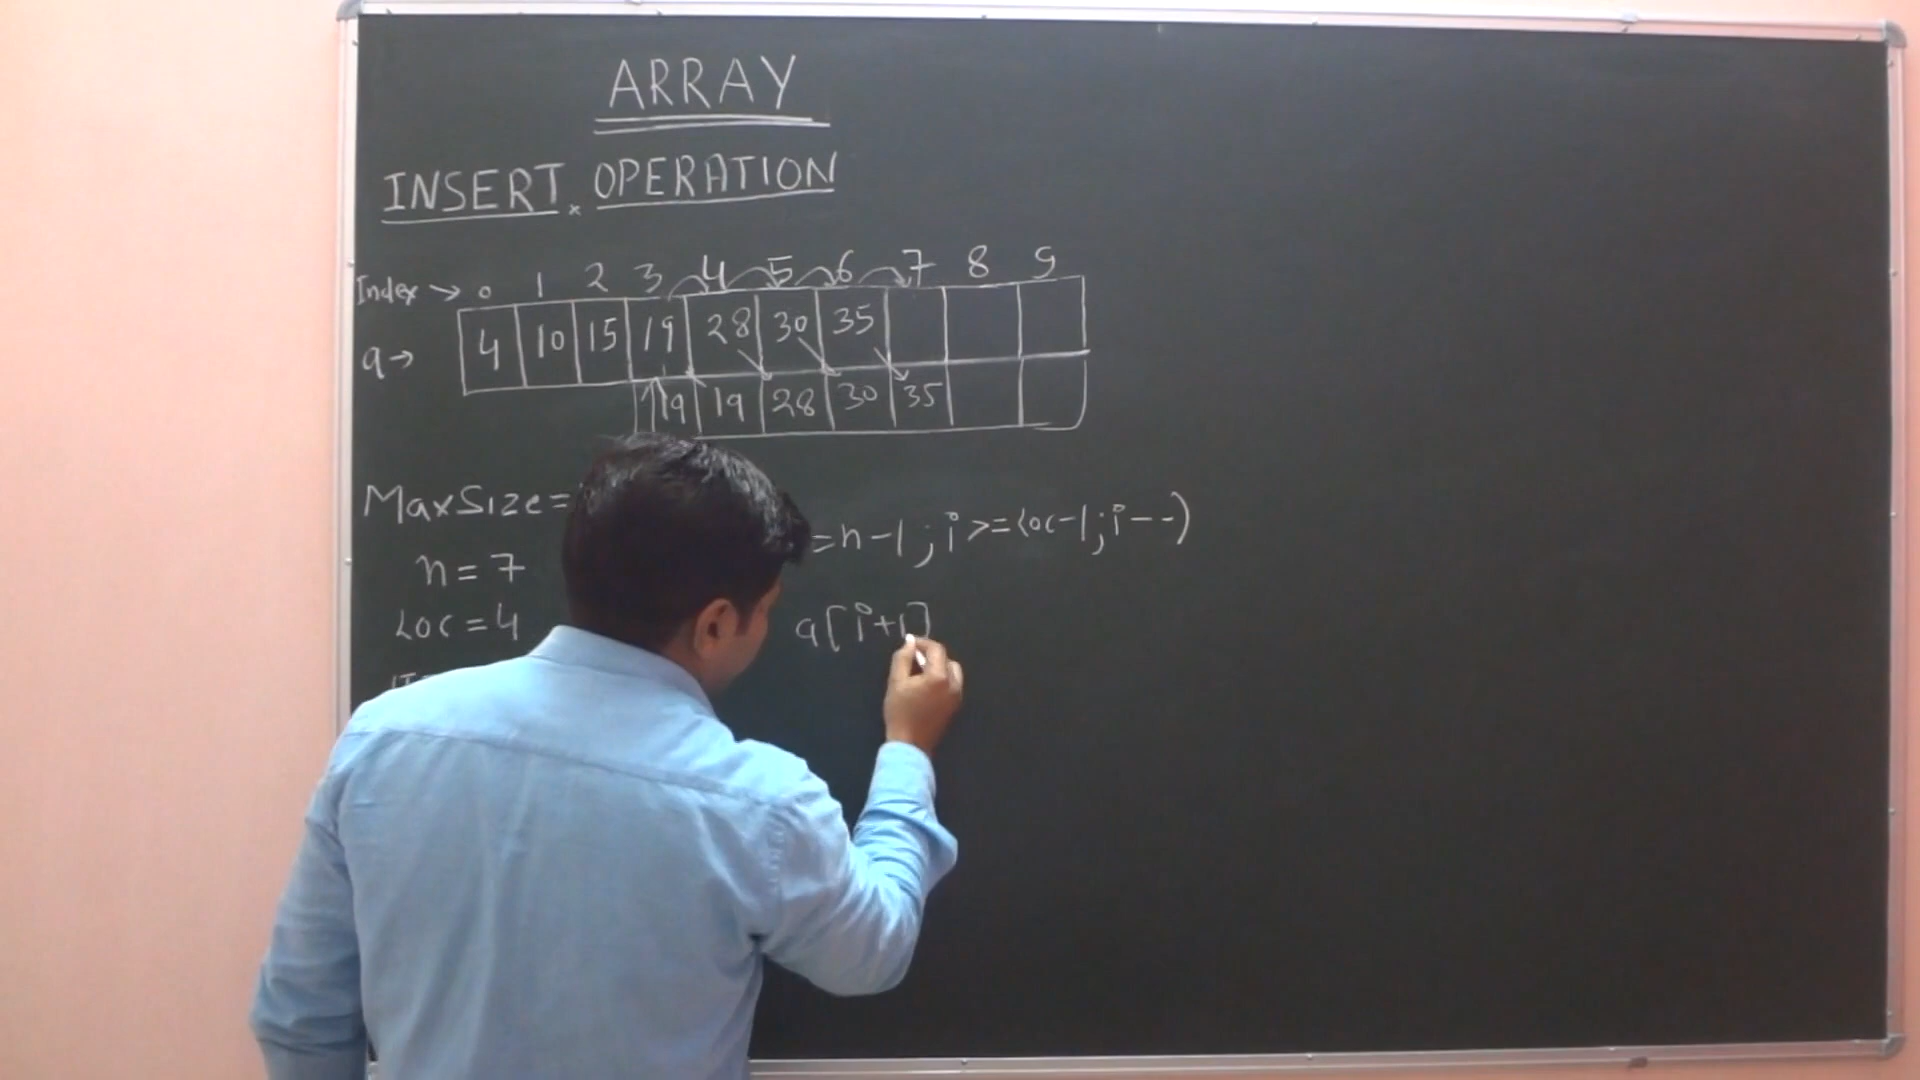 ARRAY
INSERT OPERATION
Index → 0 1 2 3 4 5 6 7 8 9
a → 4 10 15 19 28 30 35
19 19 28 30 35
MaxSize=
=n-1; i>=Loc-1; i--)
n=7
Loc=4
a[i+1]